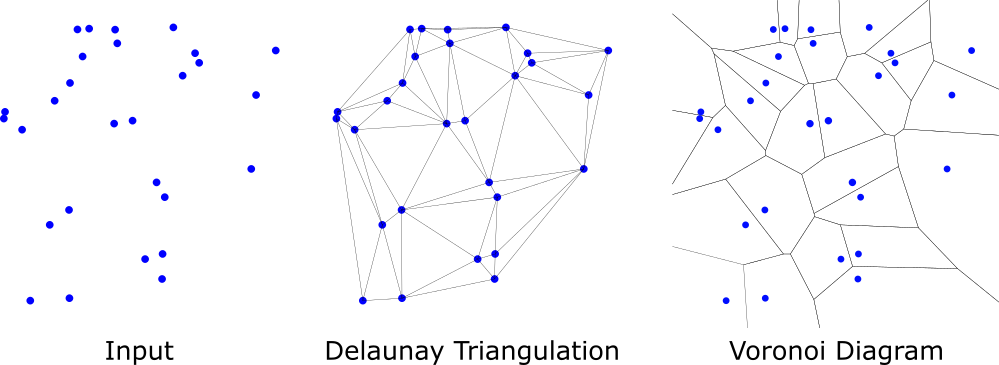 Input
Delaunay Triangulation
Voronoi Diagram